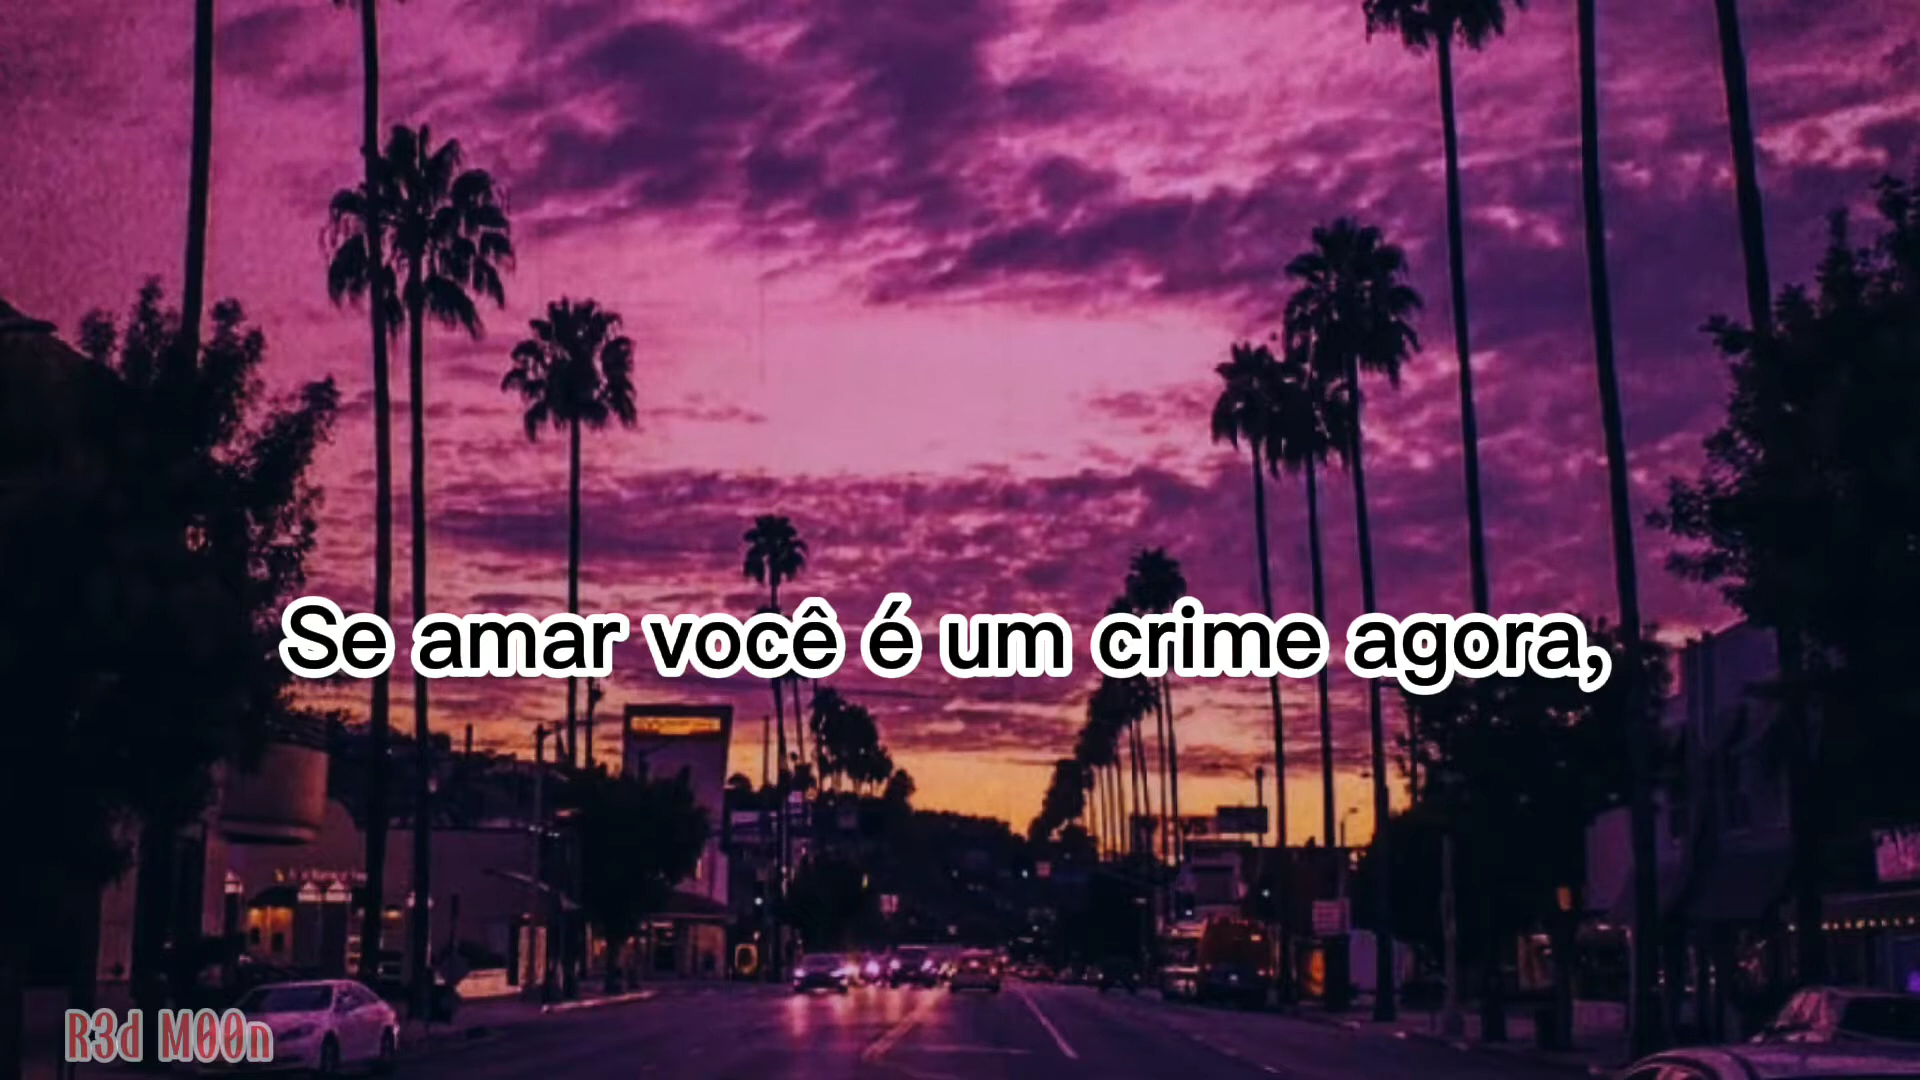 Se amar você é um crime agora,
R3d M00n